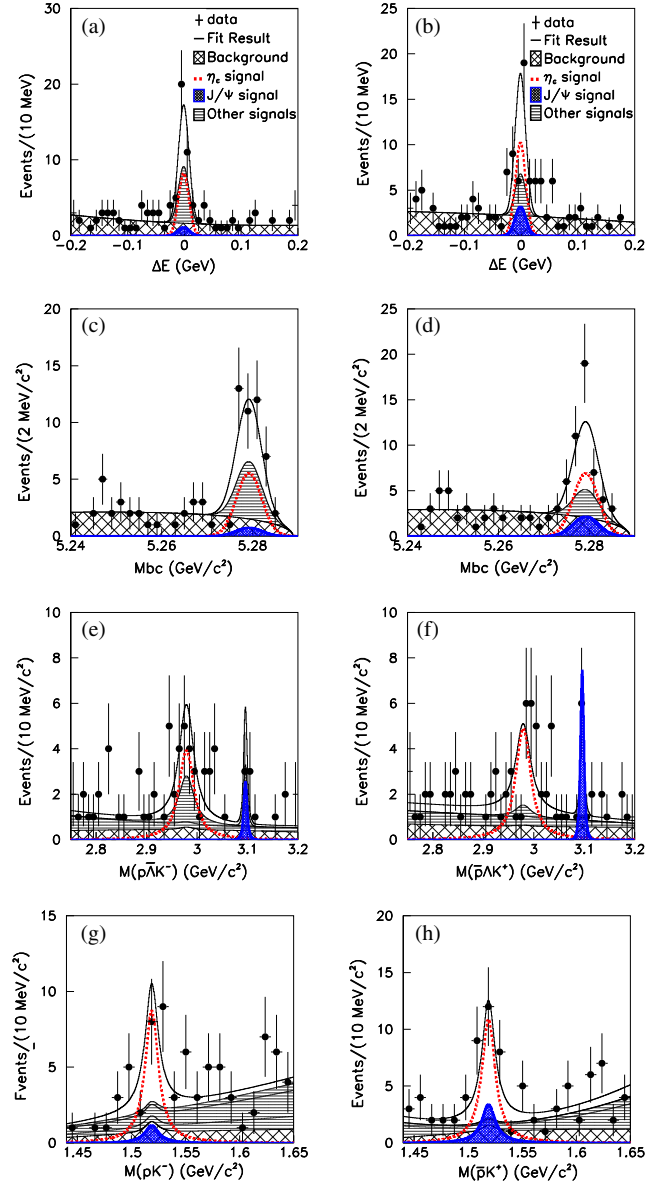 (a)
data
Fit Result
Background
ηc signal
J/Ψ signal
Other signals
Events/(10 MeV)
30
20
10
0
−0.2 −0.1 0 0.1 0.2
ΔE (GeV)
(b)
data
Fit Result
Background
ηc signal
J/Ψ signal
Other signals
Events/(10 MeV)
25
20
15
10
5
0
−0.2 −0.1 0 0.1 0.2
ΔE (GeV)
(c)
Events/(2 MeV/c²)
20
15
10
5
0
5.24 5.26 5.28
Mbc (GeV/c²)
(d)
Events/(2 MeV/c²)
25
20
15
10
5
0
5.24 5.26 5.28
Mbc (GeV/c²)
(e)
Events/(10 MeV/c²)
10
8
6
4
2
0
2.8 2.9 3 3.1 3.2
M(pΛ̅K⁻) (GeV/c²)
(f)
Events/(10 MeV/c²)
10
8
6
4
2
0
2.8 2.9 3 3.1 3.2
M(p̅ΛK⁺) (GeV/c²)
(g)
Fvents/(10 MeV/c²)
15
10
5
0
1.45 1.5 1.55 1.6 1.65
M(pK⁻) (GeV/c²)
(h)
Events/(10 MeV/c²)
20
15
10
5
0
1.45 1.5 1.55 1.6 1.65
M(p̅K⁺) (GeV/c²)